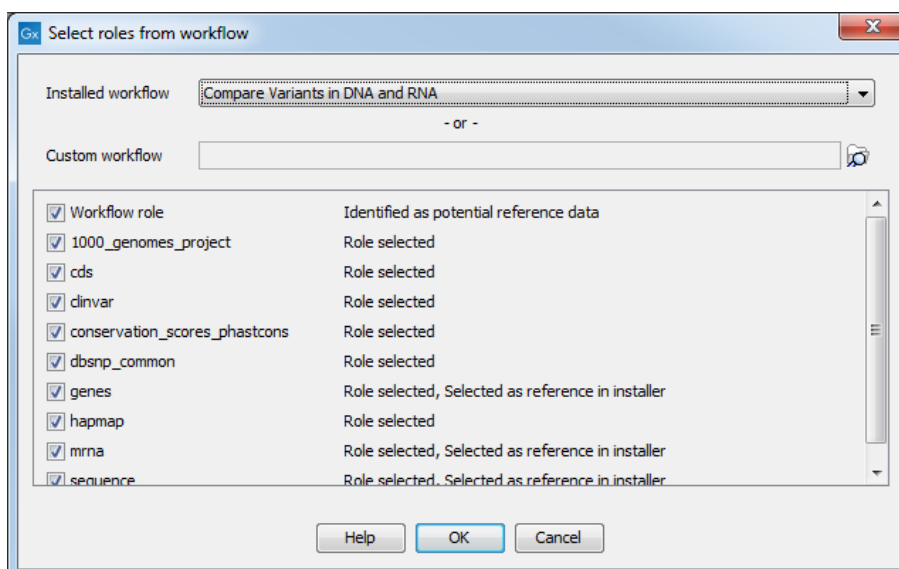 Gx Select roles from workflow
Installed workflow Compare Variants in DNA and RNA
- or -
Custom workflow
Workflow role Identified as potential reference data
1000_genomes_project Role selected
cds Role selected
clinvar Role selected
conservation_scores_phastcons Role selected
dbsnp_common Role selected
genes Role selected, Selected as reference in installer
hapmap Role selected
mrna Role selected, Selected as reference in installer
sequence Role selected, Selected as reference in installer
Help OK Cancel